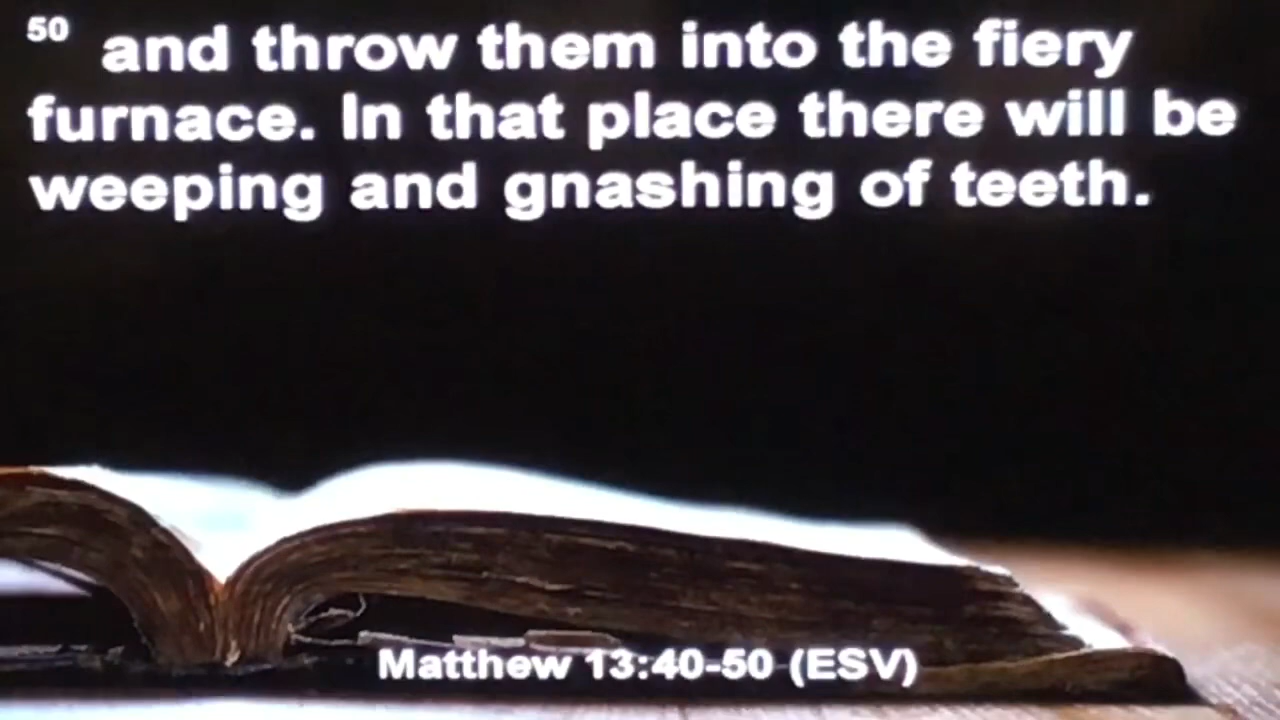 50 and throw them into the fiery
furnace. In that place there will be
weeping and gnashing of teeth.
Matthew 13:40-50 (ESV)